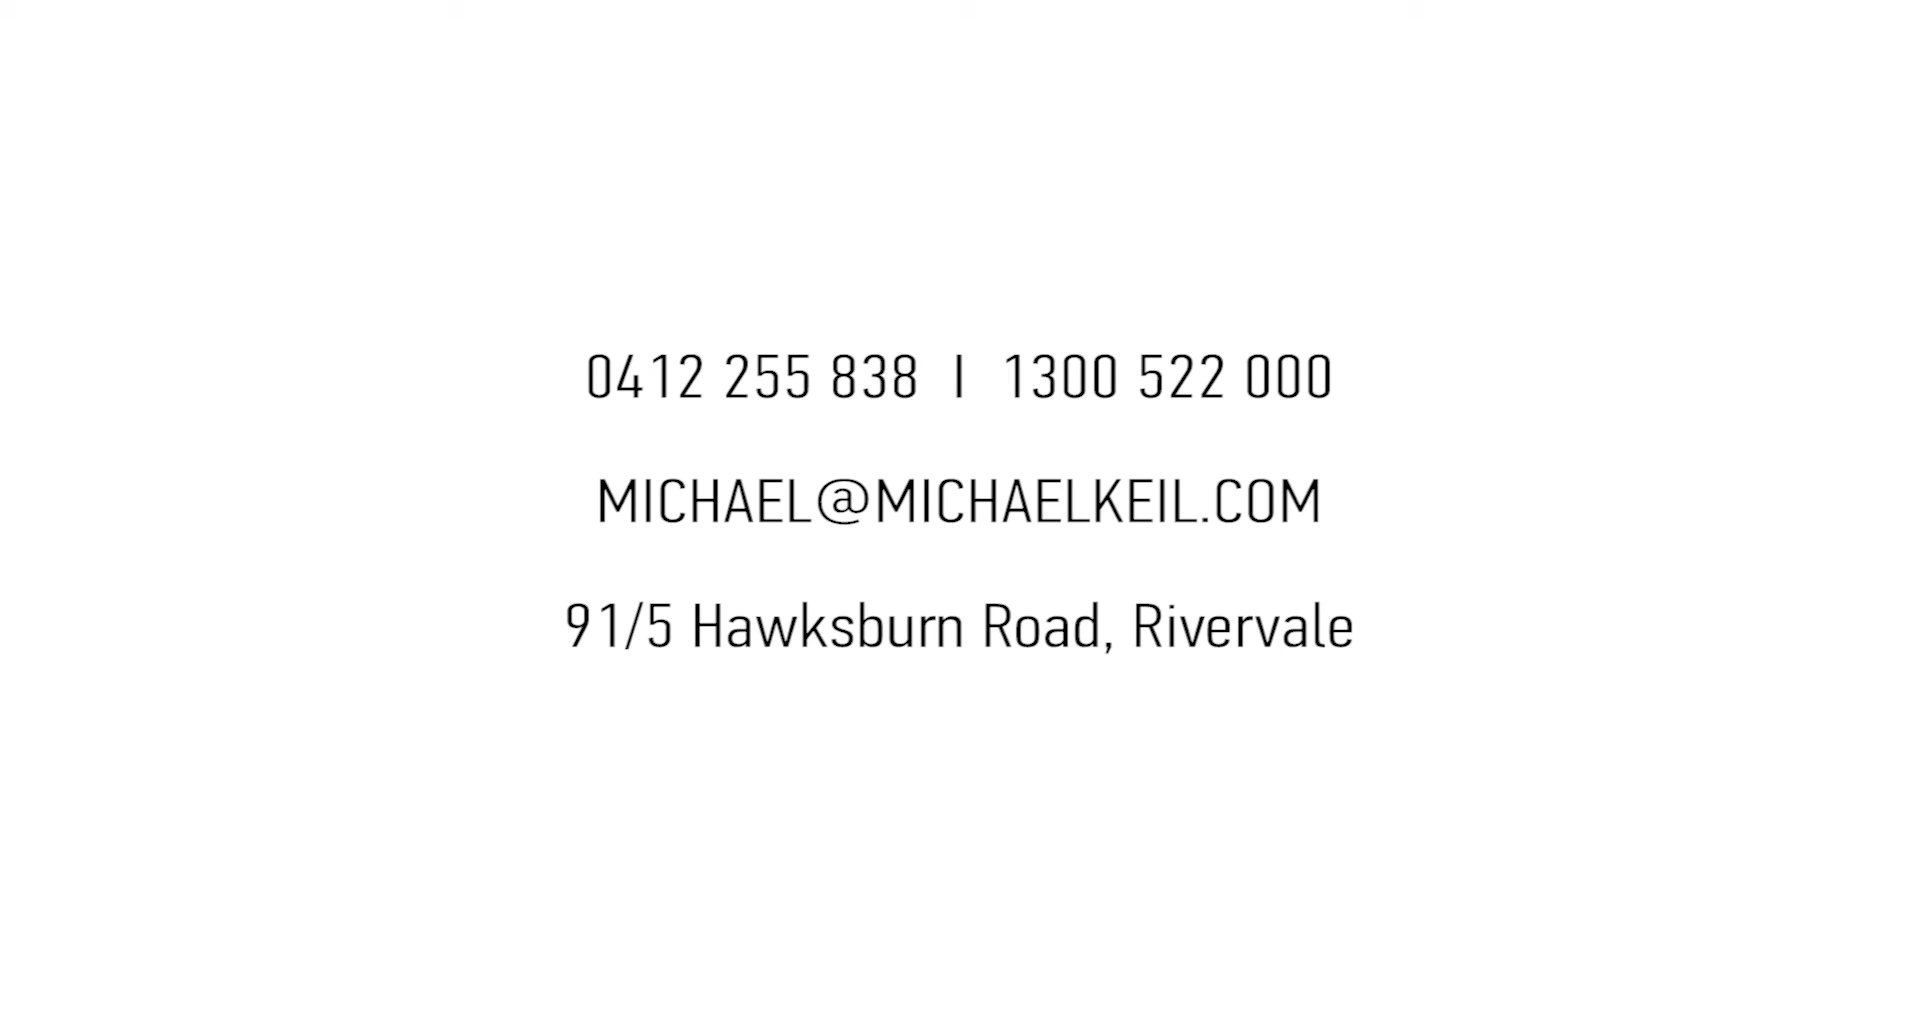 0412 255 838 | 1300 522 000
MICHAEL@MICHAELKEIL.COM
91/5 Hawksburn Road, Rivervale